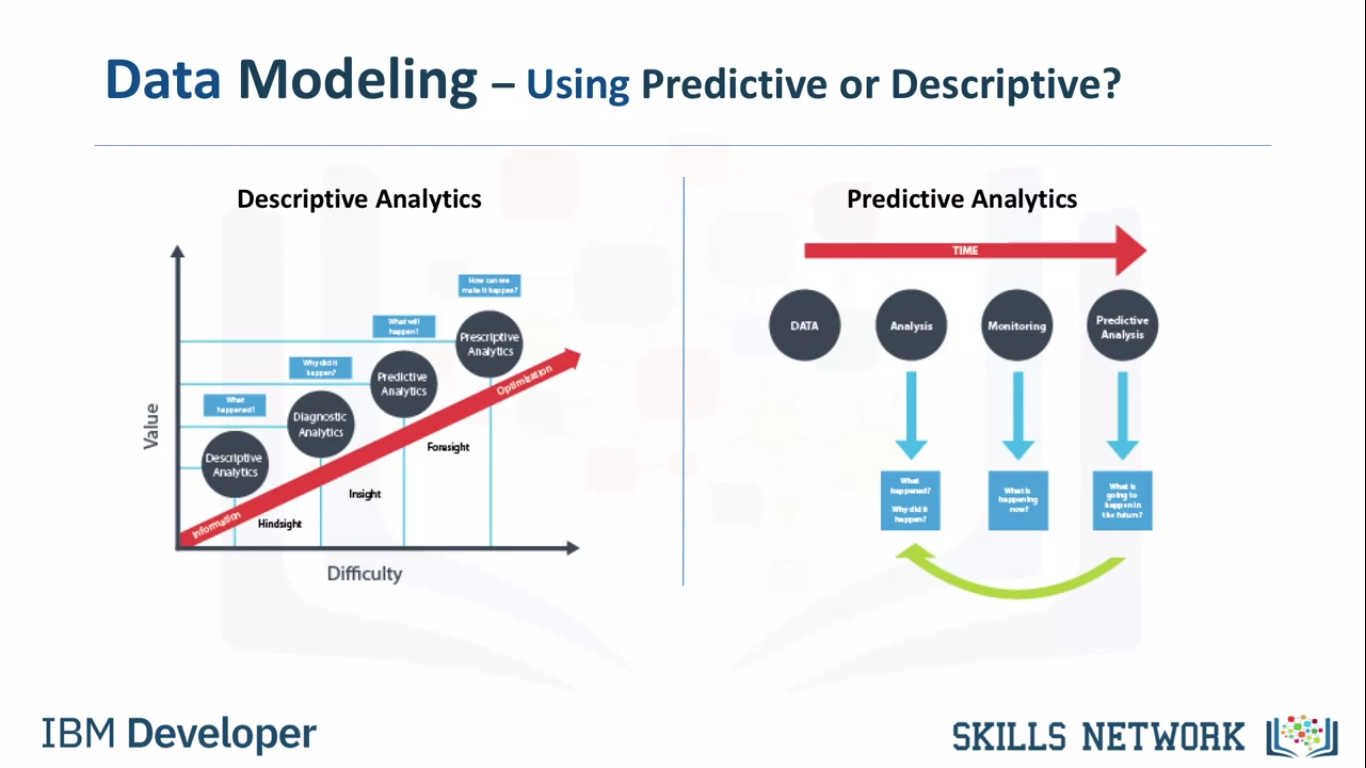 Data Modeling – Using Predictive or Descriptive?
Descriptive Analytics
Value
How can we
make it happen?
What will
happen?
Why did it
happen?
What
happened?
Prescriptive
Analytics
Predictive
Analytics
Diagnostic
Analytics
Descriptive
Analytics
Optimization
Information
Foresight
Insight
Hindsight
Difficulty
Predictive Analytics
TIME
DATA
Analysis
Monitoring
Predictive
Analysis
What
happened?
Why did it
happen?
What is
happening
now?
What is
going to
happen in
the future?
IBM Developer
SKILLS NETWORK